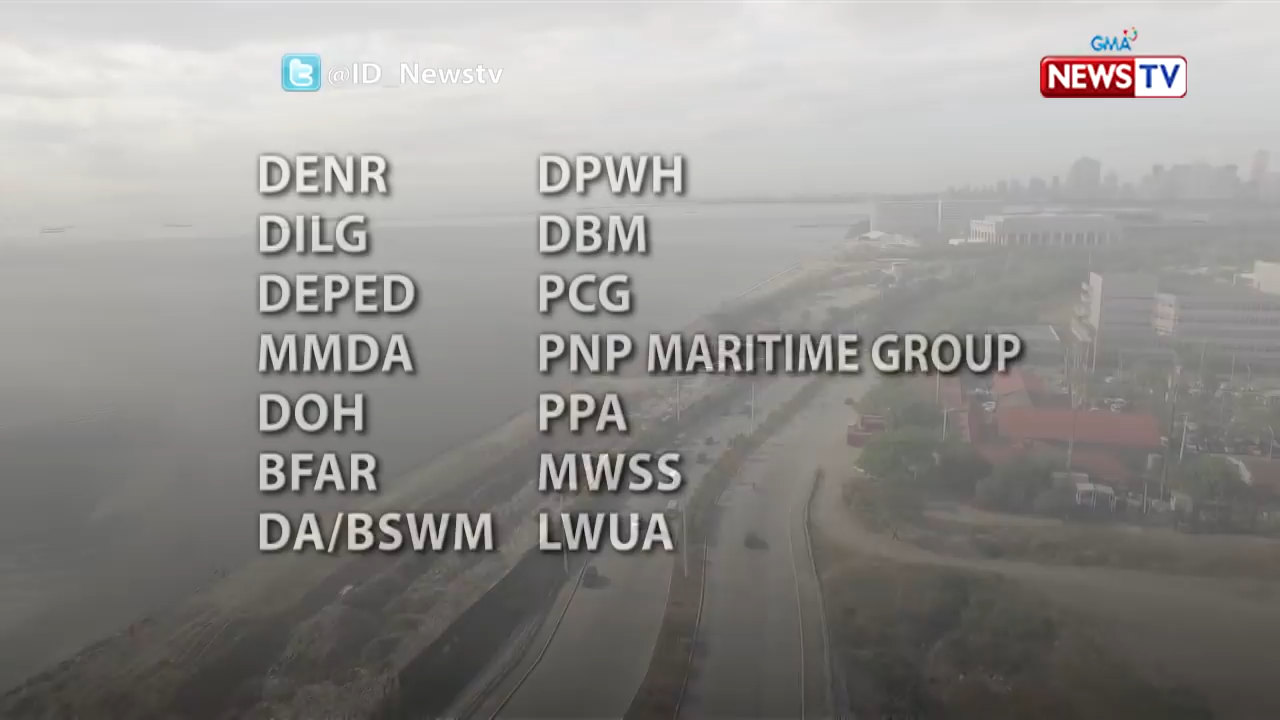 @ID_Newstv
GMA
NEWS TV
DENR
DILG
DEPED
MMDA
DOH
BFAR
DA/BSWM
DPWH
DBM
PCG
PNP MARITIME GROUP
PPA
MWSS
LWUA